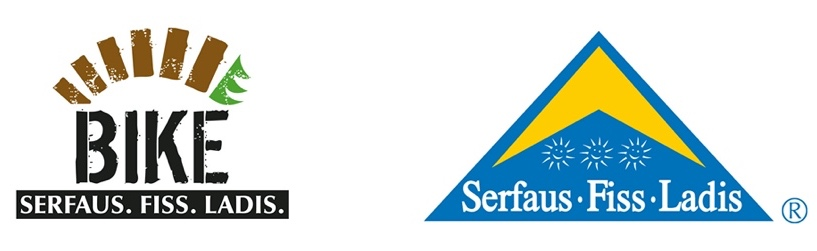 BIKE
SERFAUS. FISS. LADIS.
Serfaus·Fiss·Ladis ®